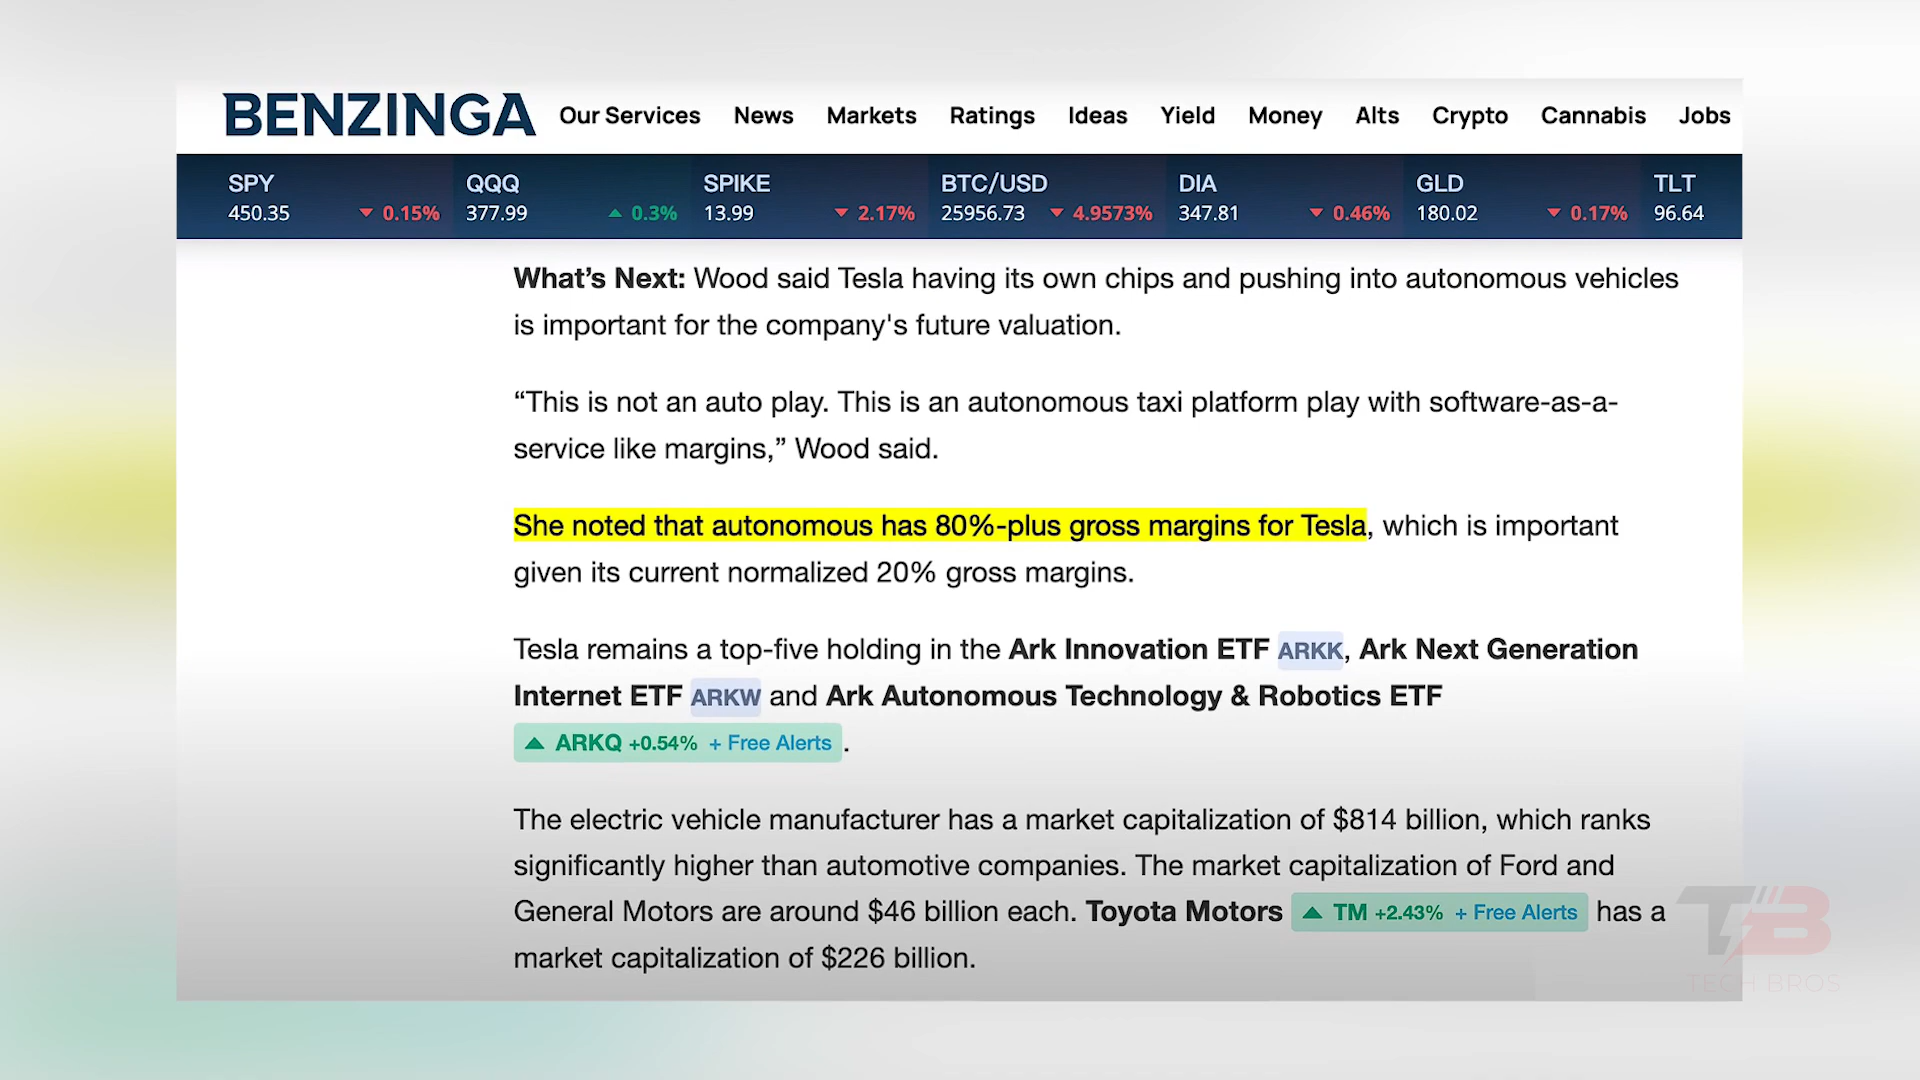 BENZINGA Our Services News Markets Ratings Ideas Yield Money Alts Crypto Cannabis Jobs
SPY QQQ SPIKE BTC/USD DIA GLD TLT
450.35 ▼ 0.15% 377.99 ▲ 0.3% 13.99 ▼ 2.17% 25956.73 ▼ 4.9573% 347.81 ▼ 0.46% 180.02 ▼ 0.17% 96.64
What’s Next: Wood said Tesla having its own chips and pushing into autonomous vehicles
is important for the company's future valuation.
“This is not an auto play. This is an autonomous taxi platform play with software-as-a-
service like margins,” Wood said.
She noted that autonomous has 80%-plus gross margins for Tesla, which is important
given its current normalized 20% gross margins.
Tesla remains a top-five holding in the Ark Innovation ETF ARKK, Ark Next Generation
Internet ETF ARKW and Ark Autonomous Technology & Robotics ETF
▲ ARKQ +0.54% + Free Alerts .
The electric vehicle manufacturer has a market capitalization of $814 billion, which ranks
significantly higher than automotive companies. The market capitalization of Ford and
General Motors are around $46 billion each. Toyota Motors ▲ TM +2.43% + Free Alerts has a
market capitalization of $226 billion.
TB
TECH BROS